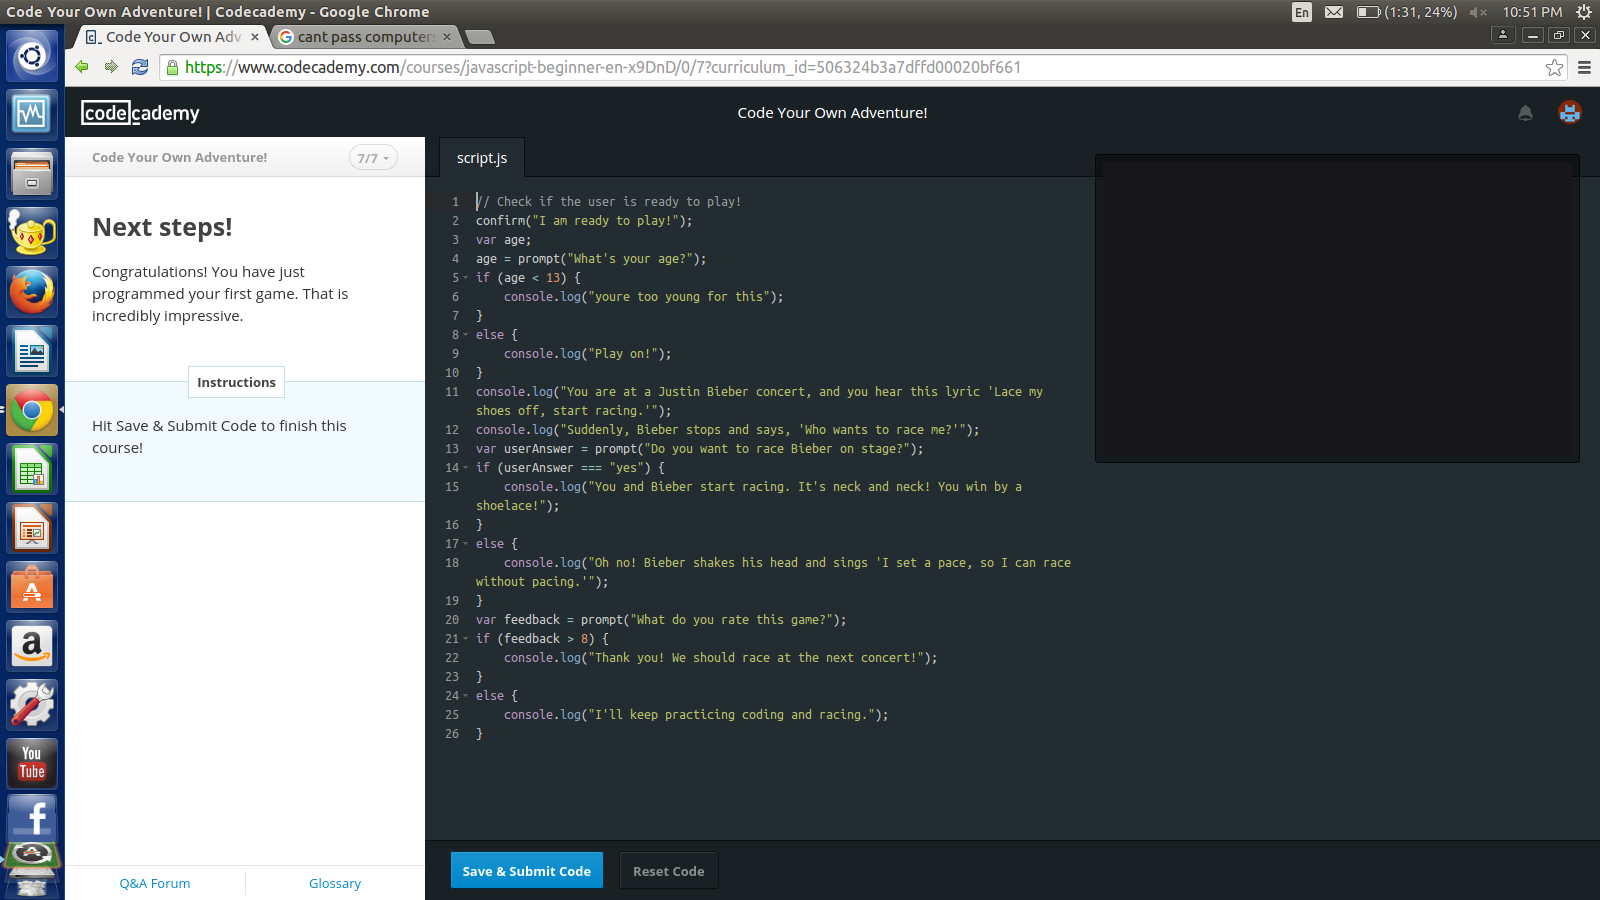 Code Your Own Adventure! | Codecademy - Google Chrome
En
(1:31, 24%)
10:51 PM
Code Your Own Adv
cant pass computer
https://www.codecademy.com/courses/javascript-beginner-en-x9DnD/0/7?curriculum_id=506324b3a7dffd00020bf661
codecademy
Code Your Own Adventure!
Code Your Own Adventure!
7/7
script.js
Next steps!
Congratulations! You have just
programmed your first game. That is
incredibly impressive.
Instructions
Hit Save & Submit Code to finish this
course!
1 // Check if the user is ready to play!
2 confirm("I am ready to play!");
3 var age;
4 age = prompt("What's your age?");
5 if (age < 13) {
6 console.log("youre too young for this");
7 }
8 else {
9 console.log("Play on!");
10 }
11 console.log("You are at a Justin Bieber concert, and you hear this lyric 'Lace my
shoes off, start racing.'");
12 console.log("Suddenly, Bieber stops and says, 'Who wants to race me?'");
13 var userAnswer = prompt("Do you want to race Bieber on stage?");
14 if (userAnswer === "yes") {
15 console.log("You and Bieber start racing. It's neck and neck! You win by a
shoelace!");
16 }
17 else {
18 console.log("Oh no! Bieber shakes his head and sings 'I set a pace, so I can race
without pacing.'");
19 }
20 var feedback = prompt("What do you rate this game?");
21 if (feedback > 8) {
22 console.log("Thank you! We should race at the next concert!");
23 }
24 else {
25 console.log("I'll keep practicing coding and racing.");
26 }
Save & Submit Code
Reset Code
Q&A Forum
Glossary
a
You
Tube
f